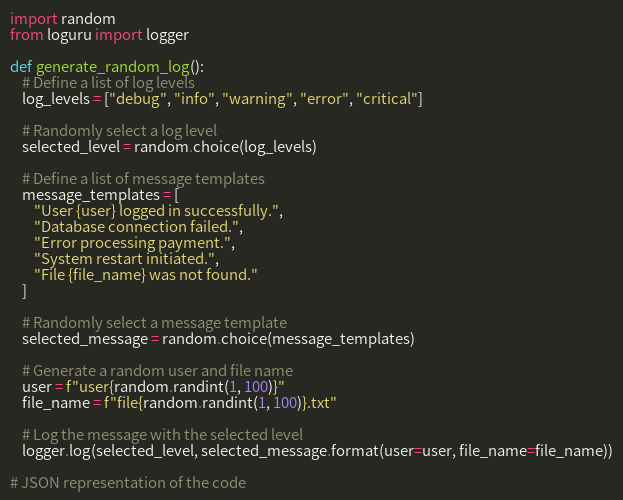 import random
from loguru import logger

def generate_random_log():
    # Define a list of log levels
    log_levels = ["debug", "info", "warning", "error", "critical"]

    # Randomly select a log level
    selected_level = random.choice(log_levels)

    # Define a list of message templates
    message_templates = [
        "User {user} logged in successfully.",
        "Database connection failed.",
        "Error processing payment.",
        "System restart initiated.",
        "File {file_name} was not found."
    ]

    # Randomly select a message template
    selected_message = random.choice(message_templates)

    # Generate a random user and file name
    user = f"user{random.randint(1, 100)}"
    file_name = f"file{random.randint(1, 100)}.txt"

    # Log the message with the selected level
    logger.log(selected_level, selected_message.format(user=user, file_name=file_name))

# JSON representation of the code